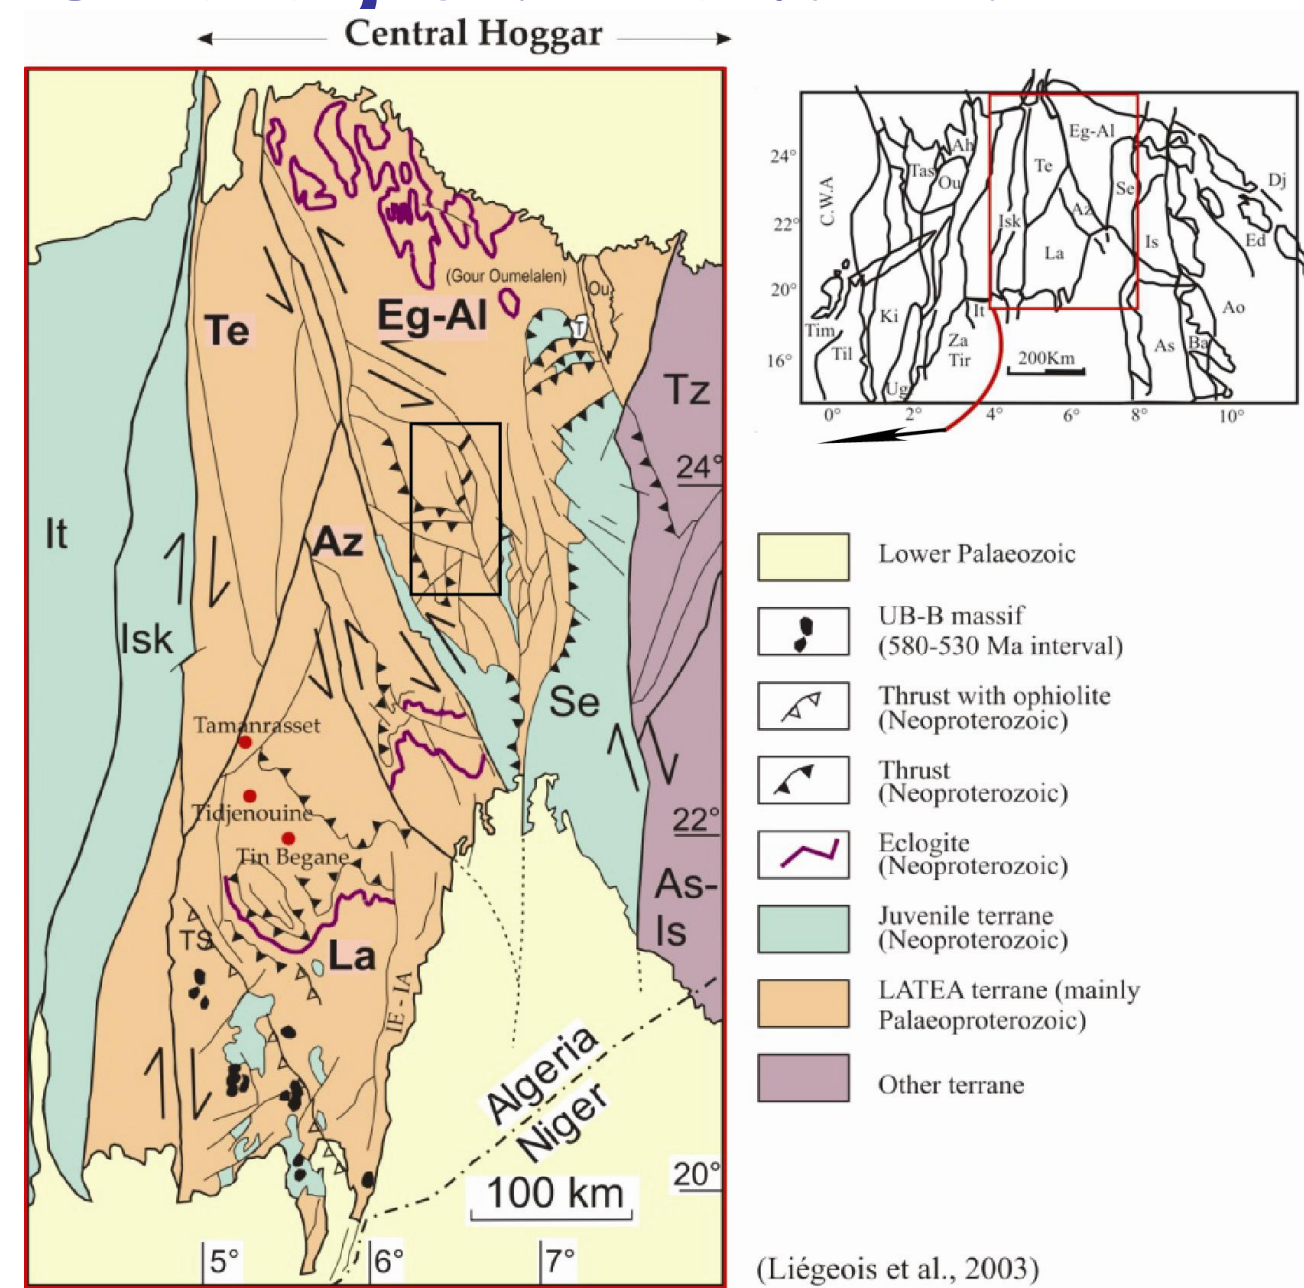 Central Hoggar
(Gour Oumelalen)
Ou
T
Te
Eg-Al
Tz
24°
It
Az
Isk
Se
Tamanrasset
Tidjenouine
22°
Tin Begane
As-
Is
TS
La
IE - IA
Algeria
Niger
20°
100 km
5°
6°
7°
24°
22°
20°
16°
C.W.A
Ah
Eg-Al
Tas
Ou
Te
Se
Dj
Isk
Az
La
Is
Ed
Ki
It
Ao
Tim
Til
Za
Tir
As
Ba
Ug
200Km
0°
2°
4°
6°
8°
10°
Lower Palaeozoic
UB-B massif
(580-530 Ma interval)
Thrust with ophiolite
(Neoproterozoic)
Thrust
(Neoproterozoic)
Eclogite
(Neoproterozoic)
Juvenile terrane
(Neoproterozoic)
LATEA terrane (mainly
Palaeoproterozoic)
Other terrane
(Liégeois et al., 2003)